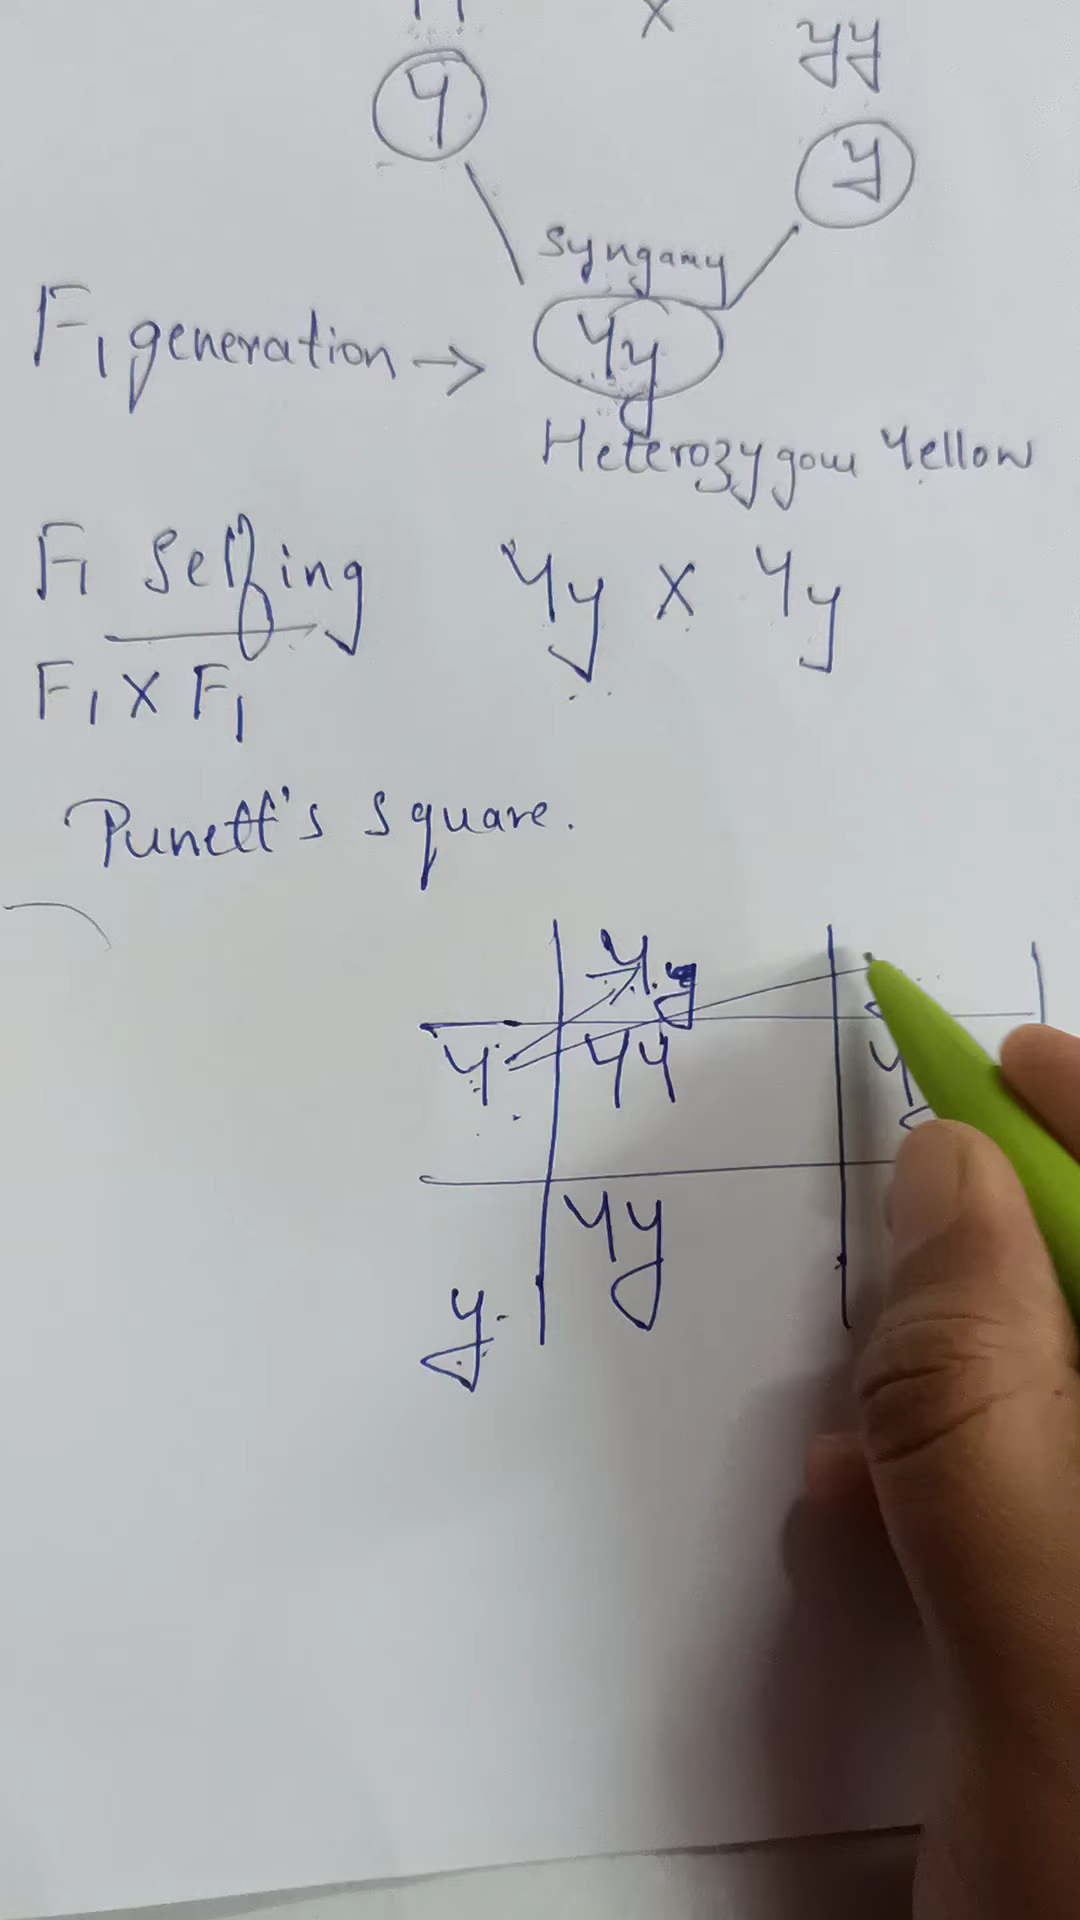 ×
yy
Y
y
Syngamy
F1 generation → Yy
Heterozygous Yellow
F1 Selfing Yy × Yy
F1 × F1
Punett's Square.
Y y
Y YY Y
y Yy